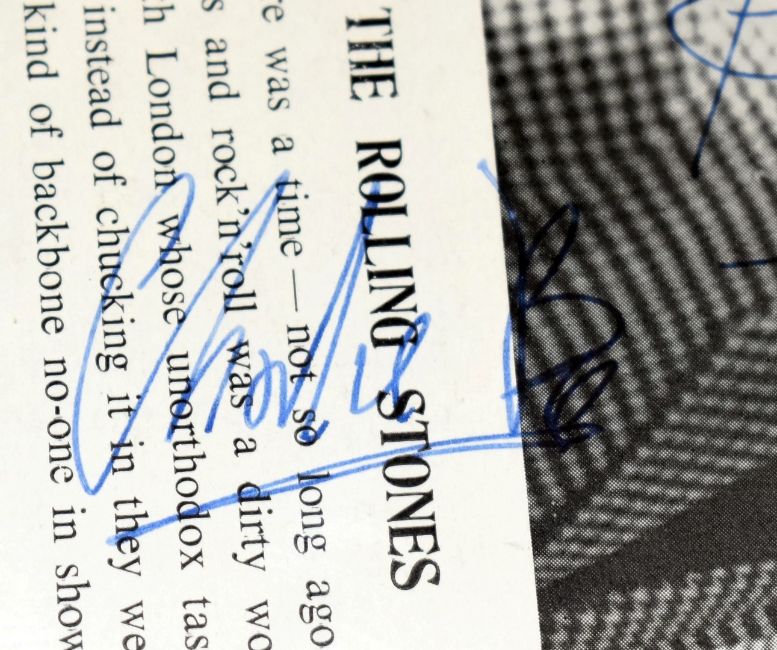 THE ROLLING STONES
re was a time — not so long ago
s and rock'n'roll was a dirty wo
h London whose unorthodox tas
instead of chucking it in they we
kind of backbone no-one in show
Charlie